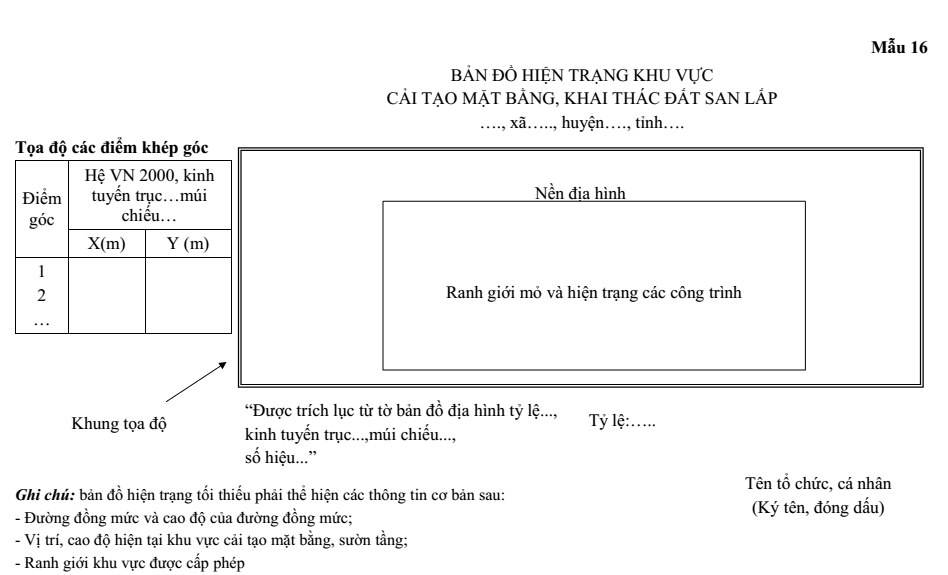 Mẫu 16
BẢN ĐỒ HIỆN TRẠNG KHU VỰC
CẢI TẠO MẶT BẰNG, KHAI THÁC ĐẤT SAN LẤP
…., xã….., huyện…., tỉnh….
Tọa độ các điểm khép góc
Điểm
góc
Hệ VN 2000, kinh
tuyến trục…múi
chiếu…
X(m)
Y (m)
1
2
…
Nền địa hình
Ranh giới mỏ và hiện trạng các công trình
Khung tọa độ
“Được trích lục từ tờ bản đồ địa hình tỷ lệ...,
kinh tuyến trục...,múi chiếu...,
số hiệu...”
Tỷ lệ:…..
Tên tổ chức, cá nhân
(Ký tên, đóng dấu)
Ghi chú: bản đồ hiện trạng tối thiểu phải thể hiện các thông tin cơ bản sau:
- Đường đồng mức và cao độ của đường đồng mức;
- Vị trí, cao độ hiện tại khu vực cải tạo mặt bằng, sườn tầng;
- Ranh giới khu vực được cấp phép